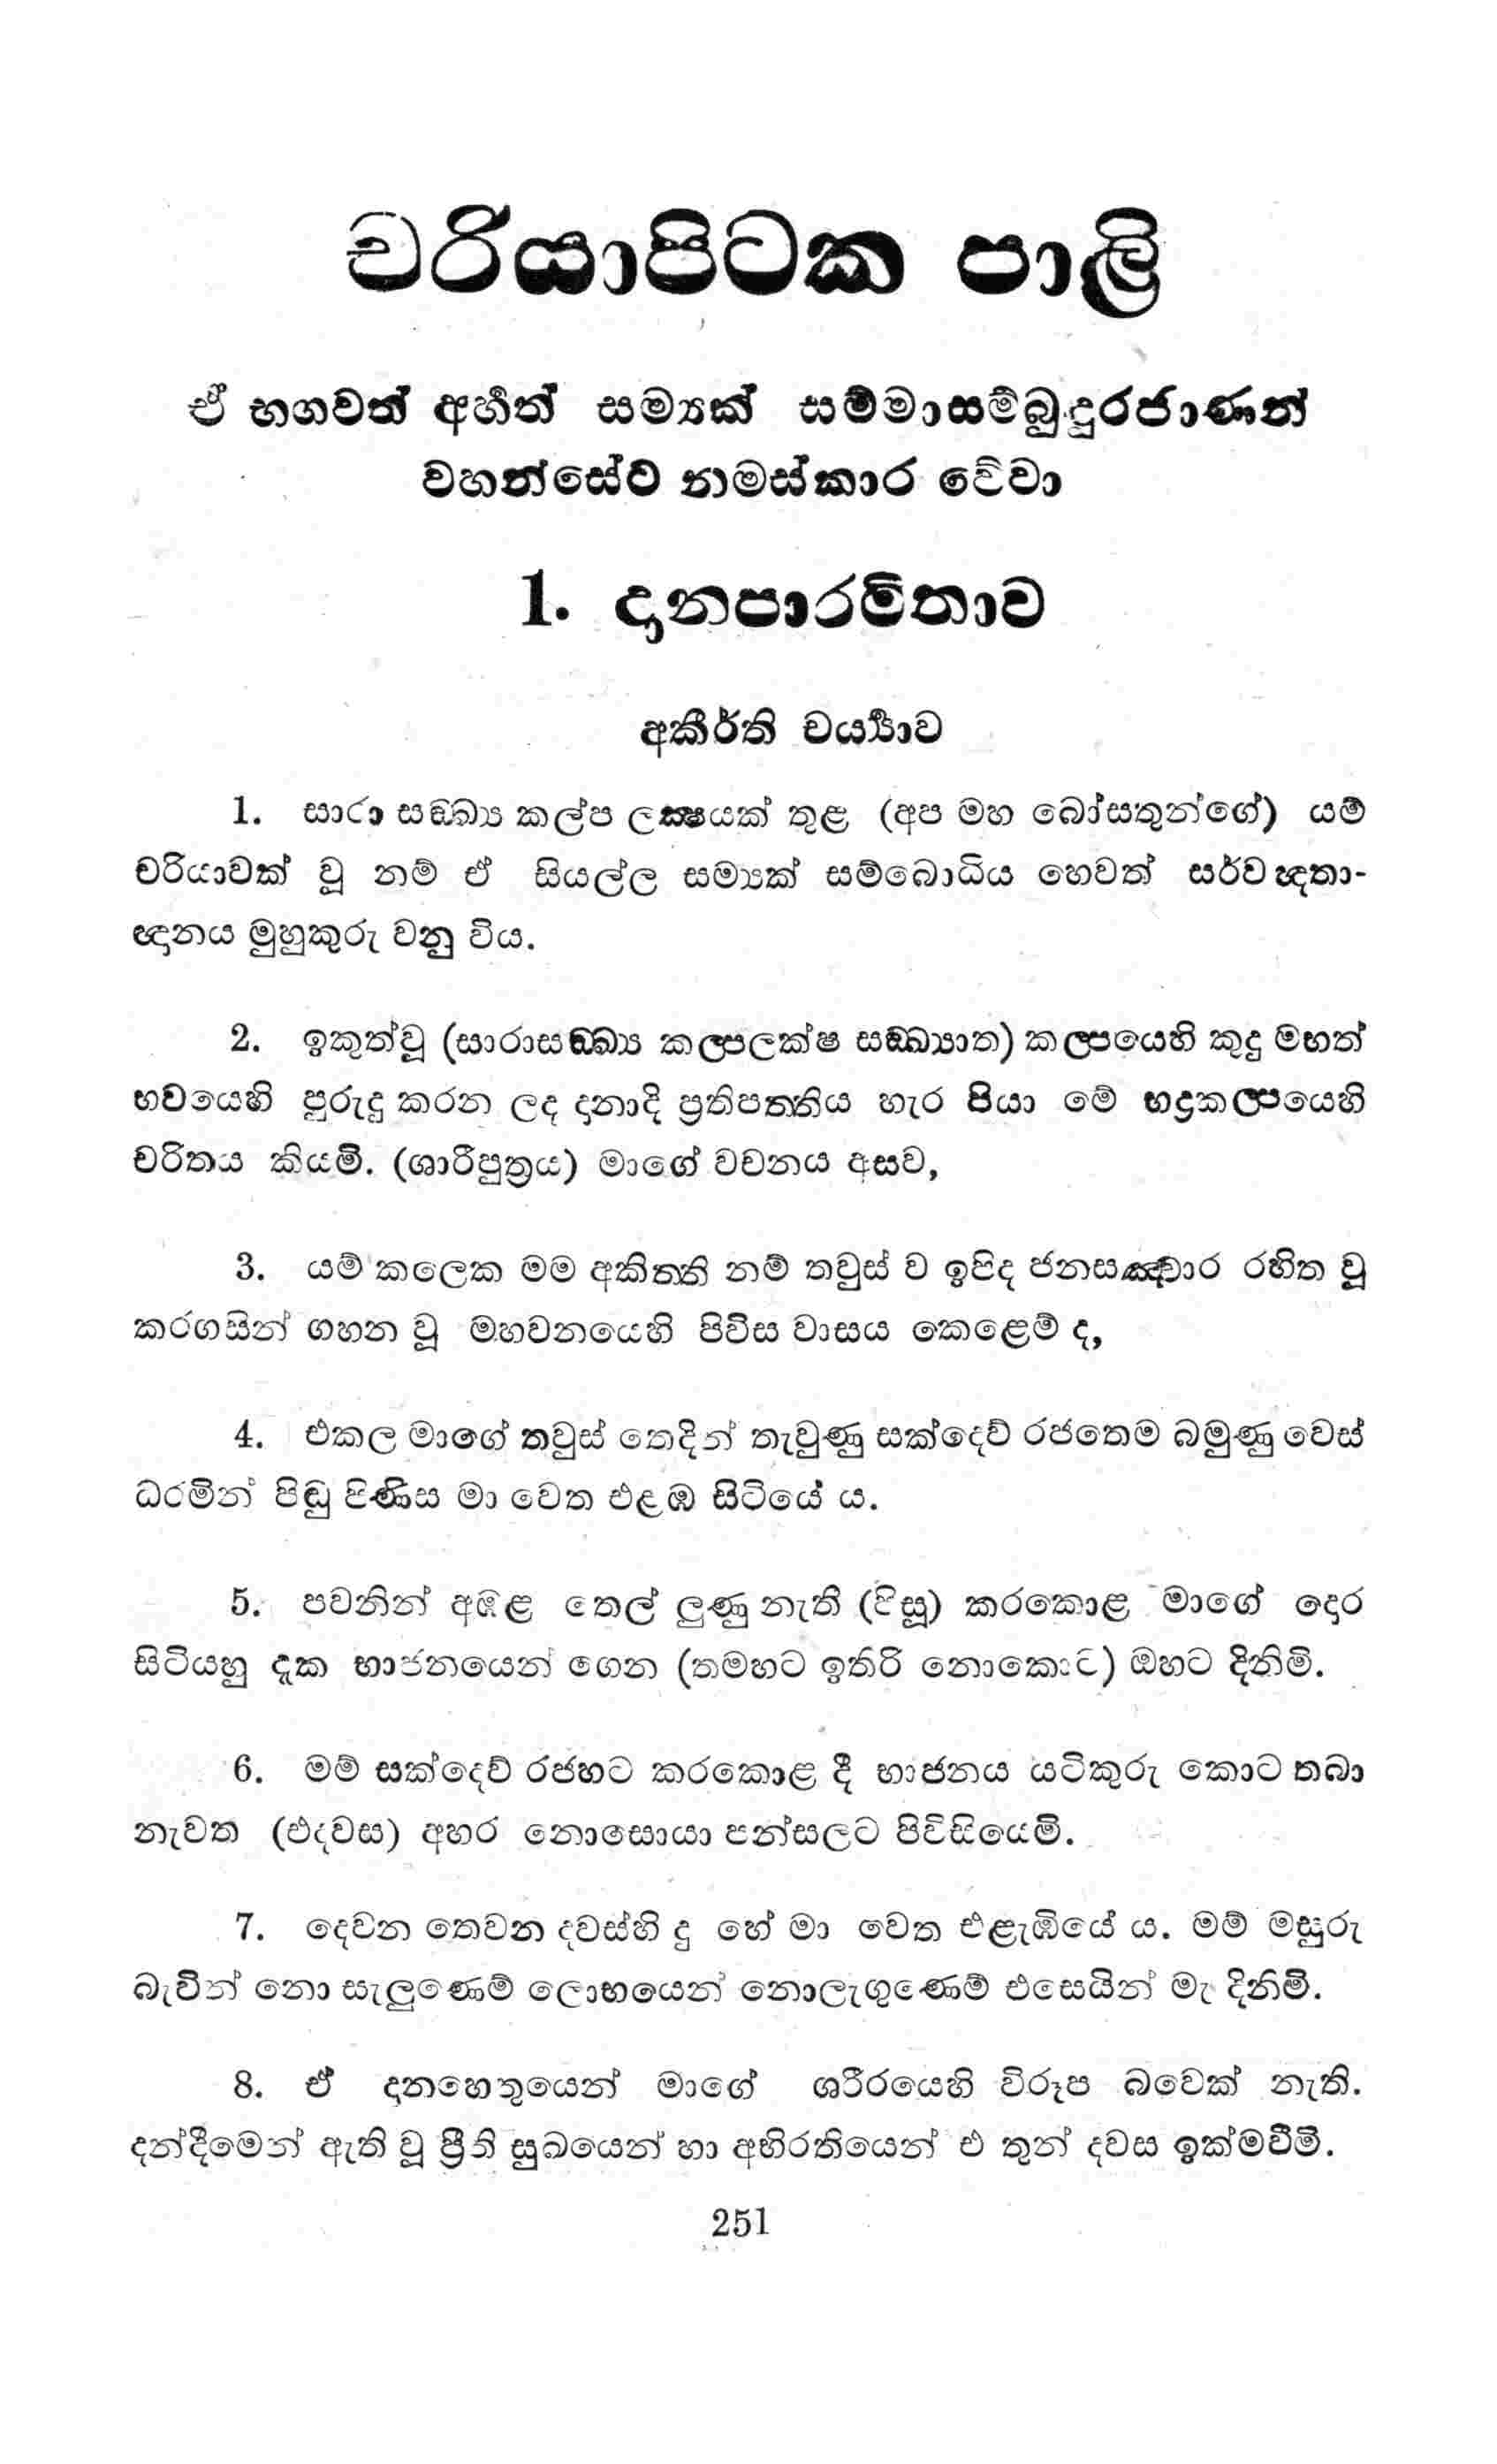 චරියාපිටක පාලි
ඒ භගවත් අර්හත් සම්‍යක් සම්මාසම්බුදුරජාණන්
වහන්සේට නමස්කාර වේවා
1. දානපාරමිතාව
අකීර්ති චර්‍ය්‍යාව
1. සාරා සඞ්ඛ්‍ය කල්ප ලක්‍ෂයක් තුළ (අප මහ බෝසතුන්ගේ) යම්
චරියාවක් වූ නම් ඒ සියල්ල සම්‍යක් සම්බොධිය හෙවත් සර්වඥතා-
ඥානය මුහුකුරු වනු විය.
2. ඉකුත්වූ (සාරාසඞ්ඛ්‍ය කල්පලක්ෂ සඞ්ඛ්‍යාත) කල්පයෙහි කුදු මහත්
භවයෙහි පුරුදු කරන ලද දානාදි ප්‍රතිපත්තිය හැර පියා මේ භද්‍රකල්පයෙහි
චරිතය කියමි. (ශාරීපුත්‍රය) මාගේ වචනය අසව,
3. යම් කලෙක මම අකිත්ති නම් තවුස් ව ඉපිද ජනසඤ්චාර රහිත වූ
කරගසින් ගහන වූ මහවනයෙහි පිවිස වාසය කෙළෙම් ද,
4. එකල මාගේ තවුස් තෙදින් තැවුණු සක්දෙව් රජතෙම බමුණු වෙස්
ධරමින් පිඬු පිණිස මා වෙත එළඹ සිටියේ ය.
5. පවනින් අඹළ තෙල් ලුණු නැති (පිසූ) කරකොළ මාගේ දොර
සිටියහු දැක භාජනයෙන් ගෙන (තමහට ඉතිරි නොකොට) ඔහට දිනිමි.
6. මම් සක්දෙව් රජහට කරකොළ දී භාජනය යටිකුරු කොට තබා
නැවත (එදවස) අහර නොසොයා පන්සලට පිවිසියෙමි.
7. දෙවන තෙවන දවස්හි දු හේ මා වෙත එළැඹියේ ය. මම් මසුරු
බැවින් නො සැලුණෙම් ලොභයෙන් නොලැගුණෙම් එසෙයින් මැ දිනිමි.
8. ඒ දානහෙතුයෙන් මාගේ ශරීරයෙහි විරූප බවෙක් නැති.
දන්දීමෙන් ඇති වූ ප්‍රීති සුඛයෙන් හා අභිරතියෙන් එ තුන් දවස ඉක්මවීමි.
251